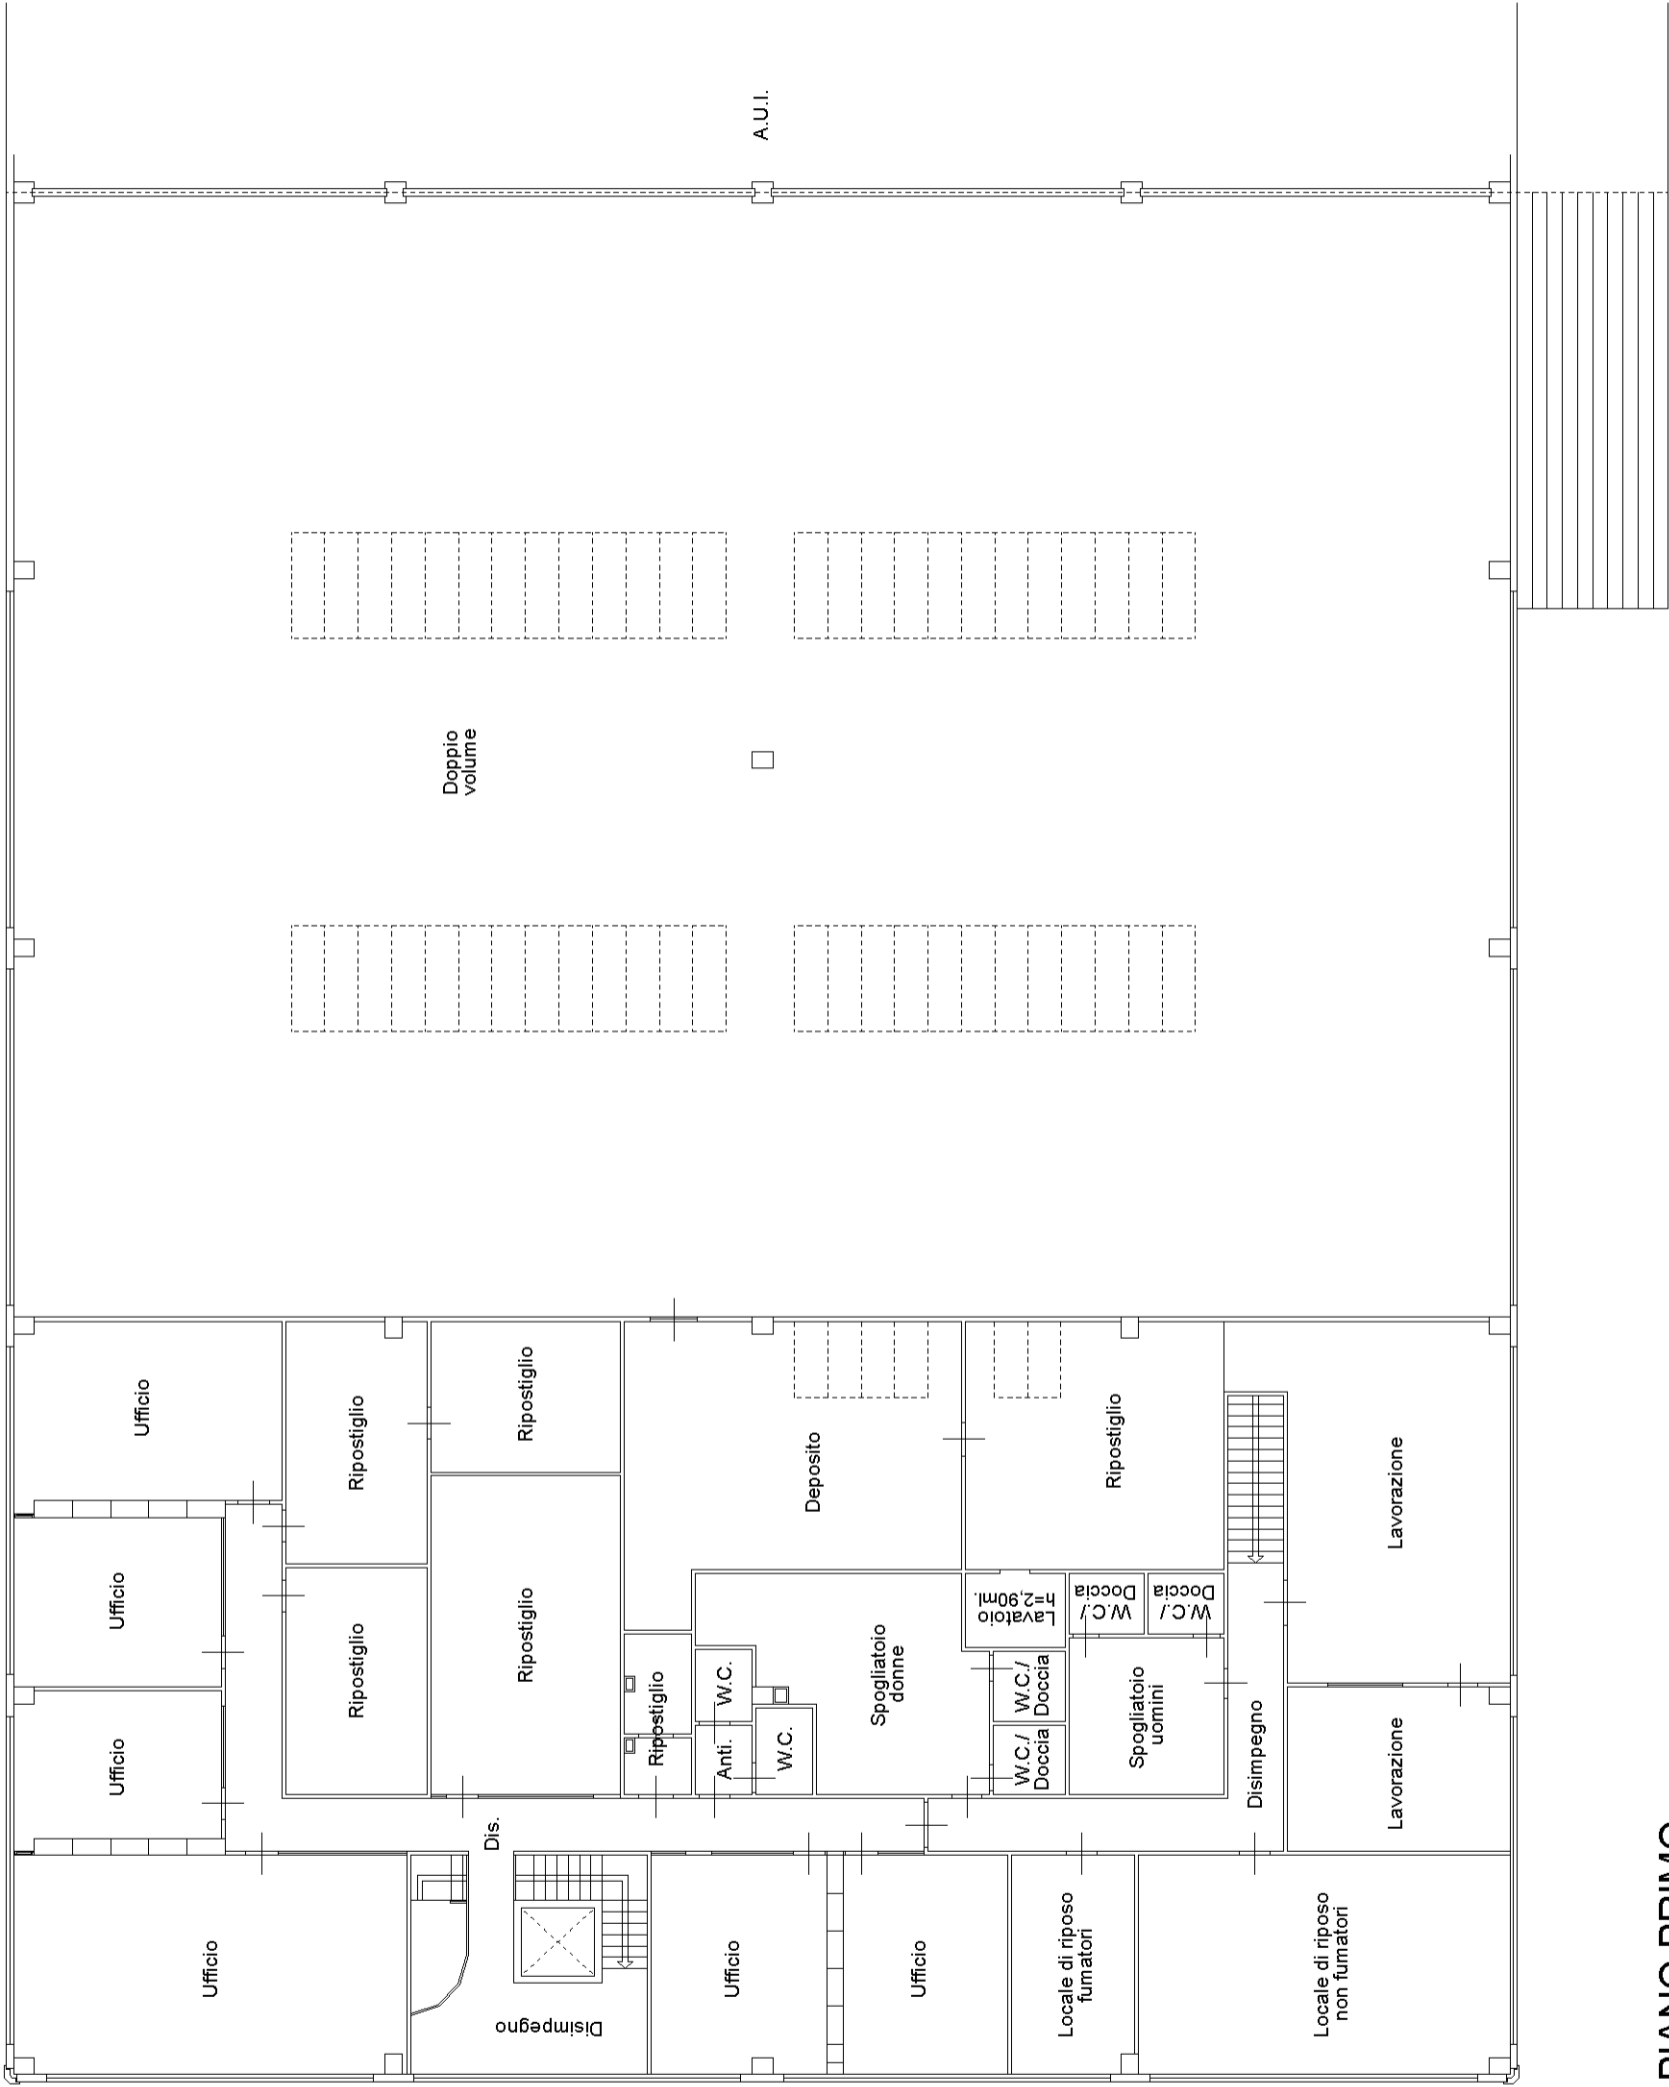 Ufficio
Ufficio
Ufficio
Ufficio
Ripostiglio
Ripostiglio
Doppio
volume
Dis.
Ripostiglio
Ripostiglio
Disimpegno
Ripostiglio
Anti.
W.C.
Ufficio
A.U.I.
W.C.
Deposito
Spogliatoio
donne
Ufficio
Lavatoio
h=2,90ml.
W.C./
Doccia
W.C./
Doccia
Locale di riposo
fumatori
W.C./
Doccia
W.C./
Doccia
Ripostiglio
Spogliatoio
uomini
Disimpegno
Locale di riposo
non fumatori
Lavorazione
Lavorazione
PIANO PRIMO